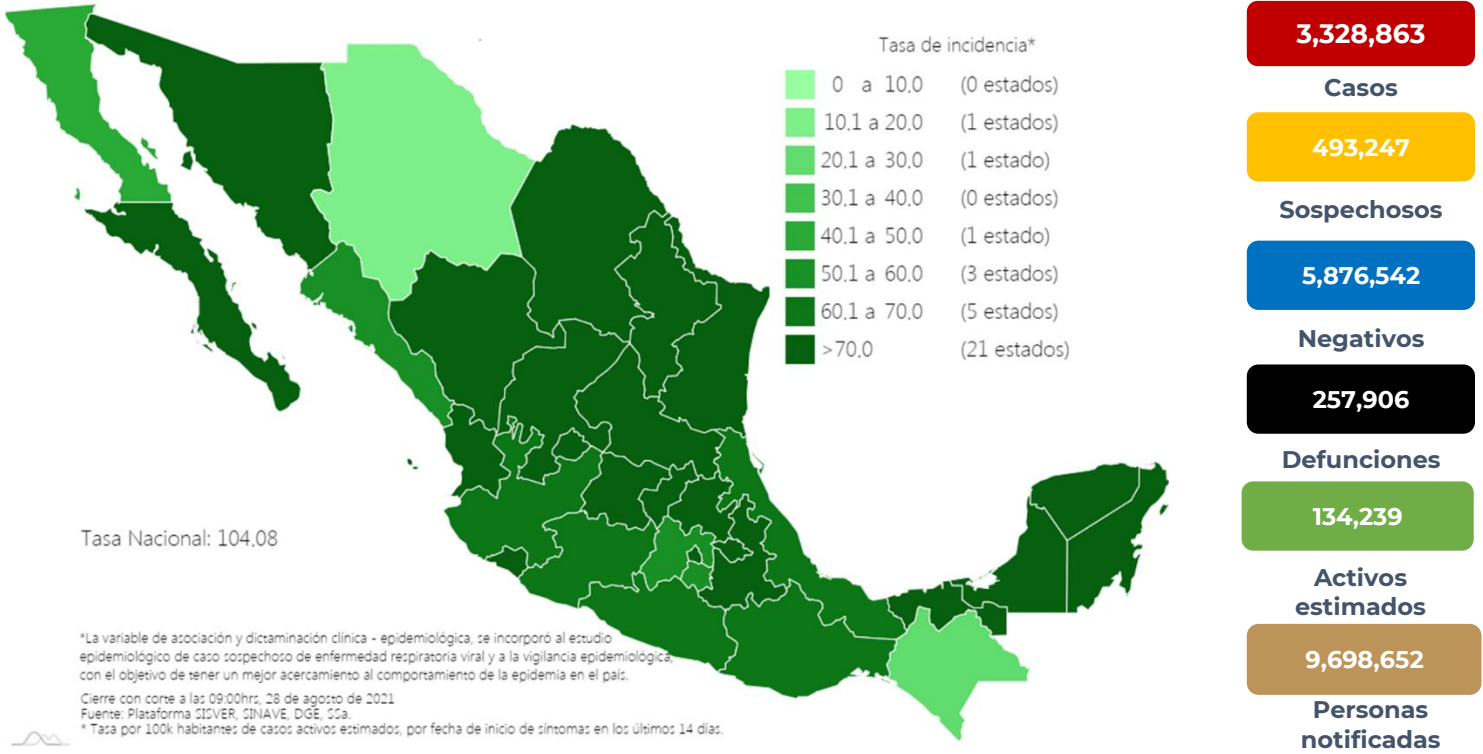 Tasa de incidencia*
0 a 10.0 (0 estados)
10.1 a 20.0 (1 estados)
20.1 a 30.0 (1 estado)
30.1 a 40.0 (0 estados)
40.1 a 50.0 (1 estado)
50.1 a 60.0 (3 estados)
60.1 a 70.0 (5 estados)
>70.0 (21 estados)
Tasa Nacional: 104.08
*La variable de asociación y dictaminación clínica - epidemiológica, se incorporó al estudio
epidemiológico de caso sospechoso de enfermedad respiratoria viral y a la vigilancia epidemiológica,
con el objetivo de tener un mejor acercamiento al comportamiento de la epidemia en el país.
Cierre con corte a las 09:00hrs, 28 de agosto de 2021
Fuente: Plataforma SISVER, SINAVE, DGE, SSa.
* Tasa por 100k habitantes de casos activos estimados, por fecha de inicio de síntomas en los últimos 14 días.
3,328,863
Casos
493,247
Sospechosos
5,876,542
Negativos
257,906
Defunciones
134,239
Activos
estimados
9,698,652
Personas
notificadas